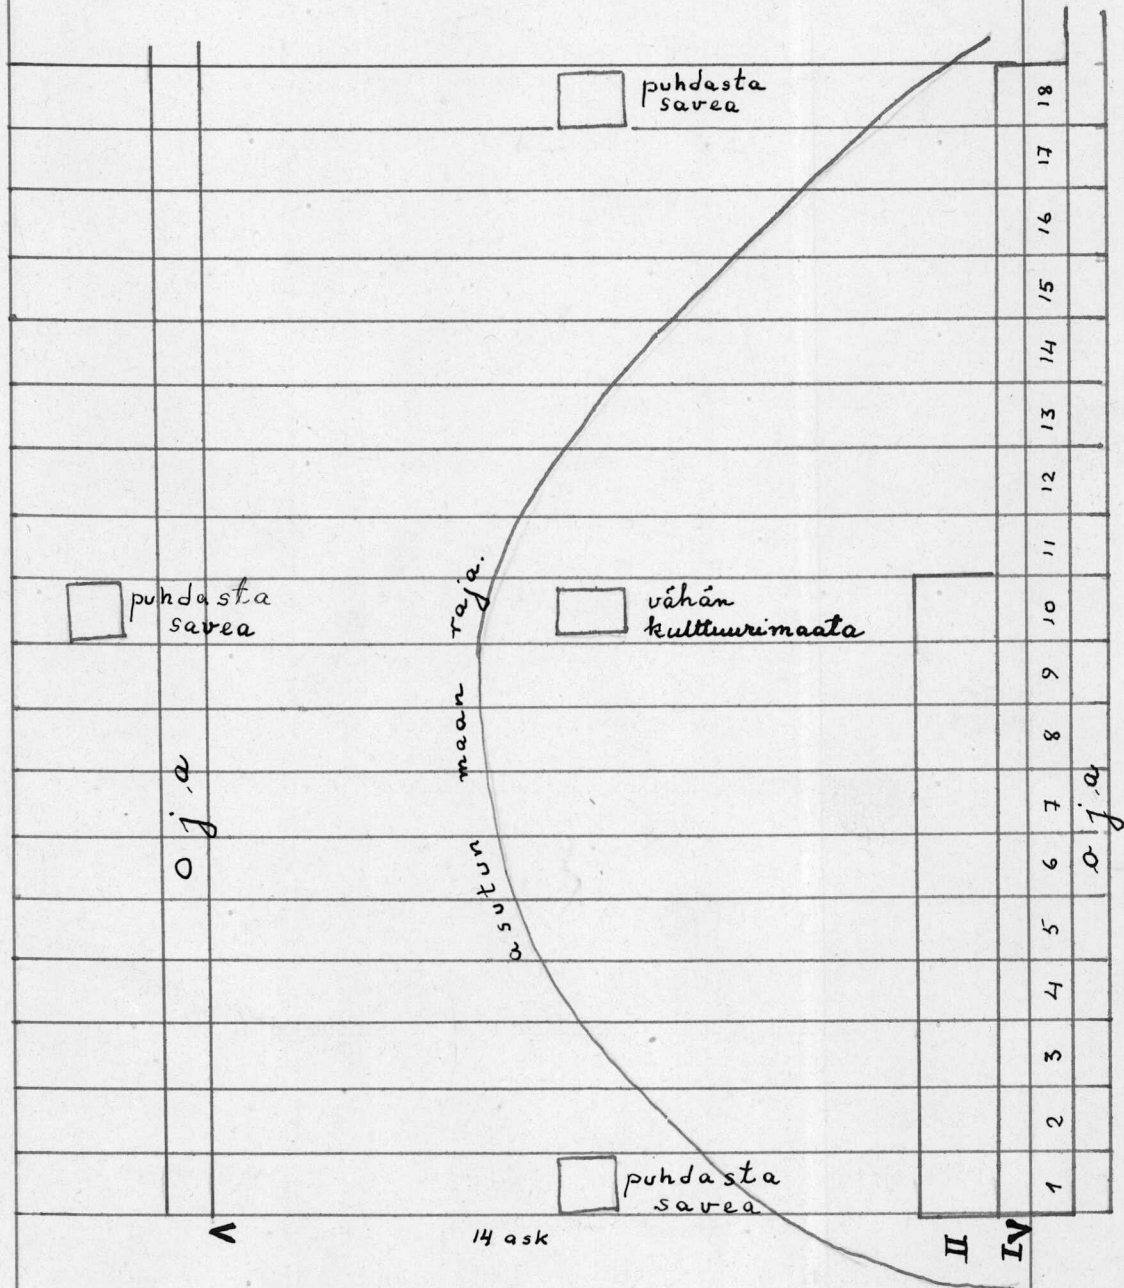 puhdasta
savea
18
17
16
15
14
13
12
11
10
9
8
7
6
5
4
3
2
1
puhdasta
savea
vähän
kulttuurimaata
asutun maan raja.
oja
oja
puhdasta
savea
14 ask
II
I